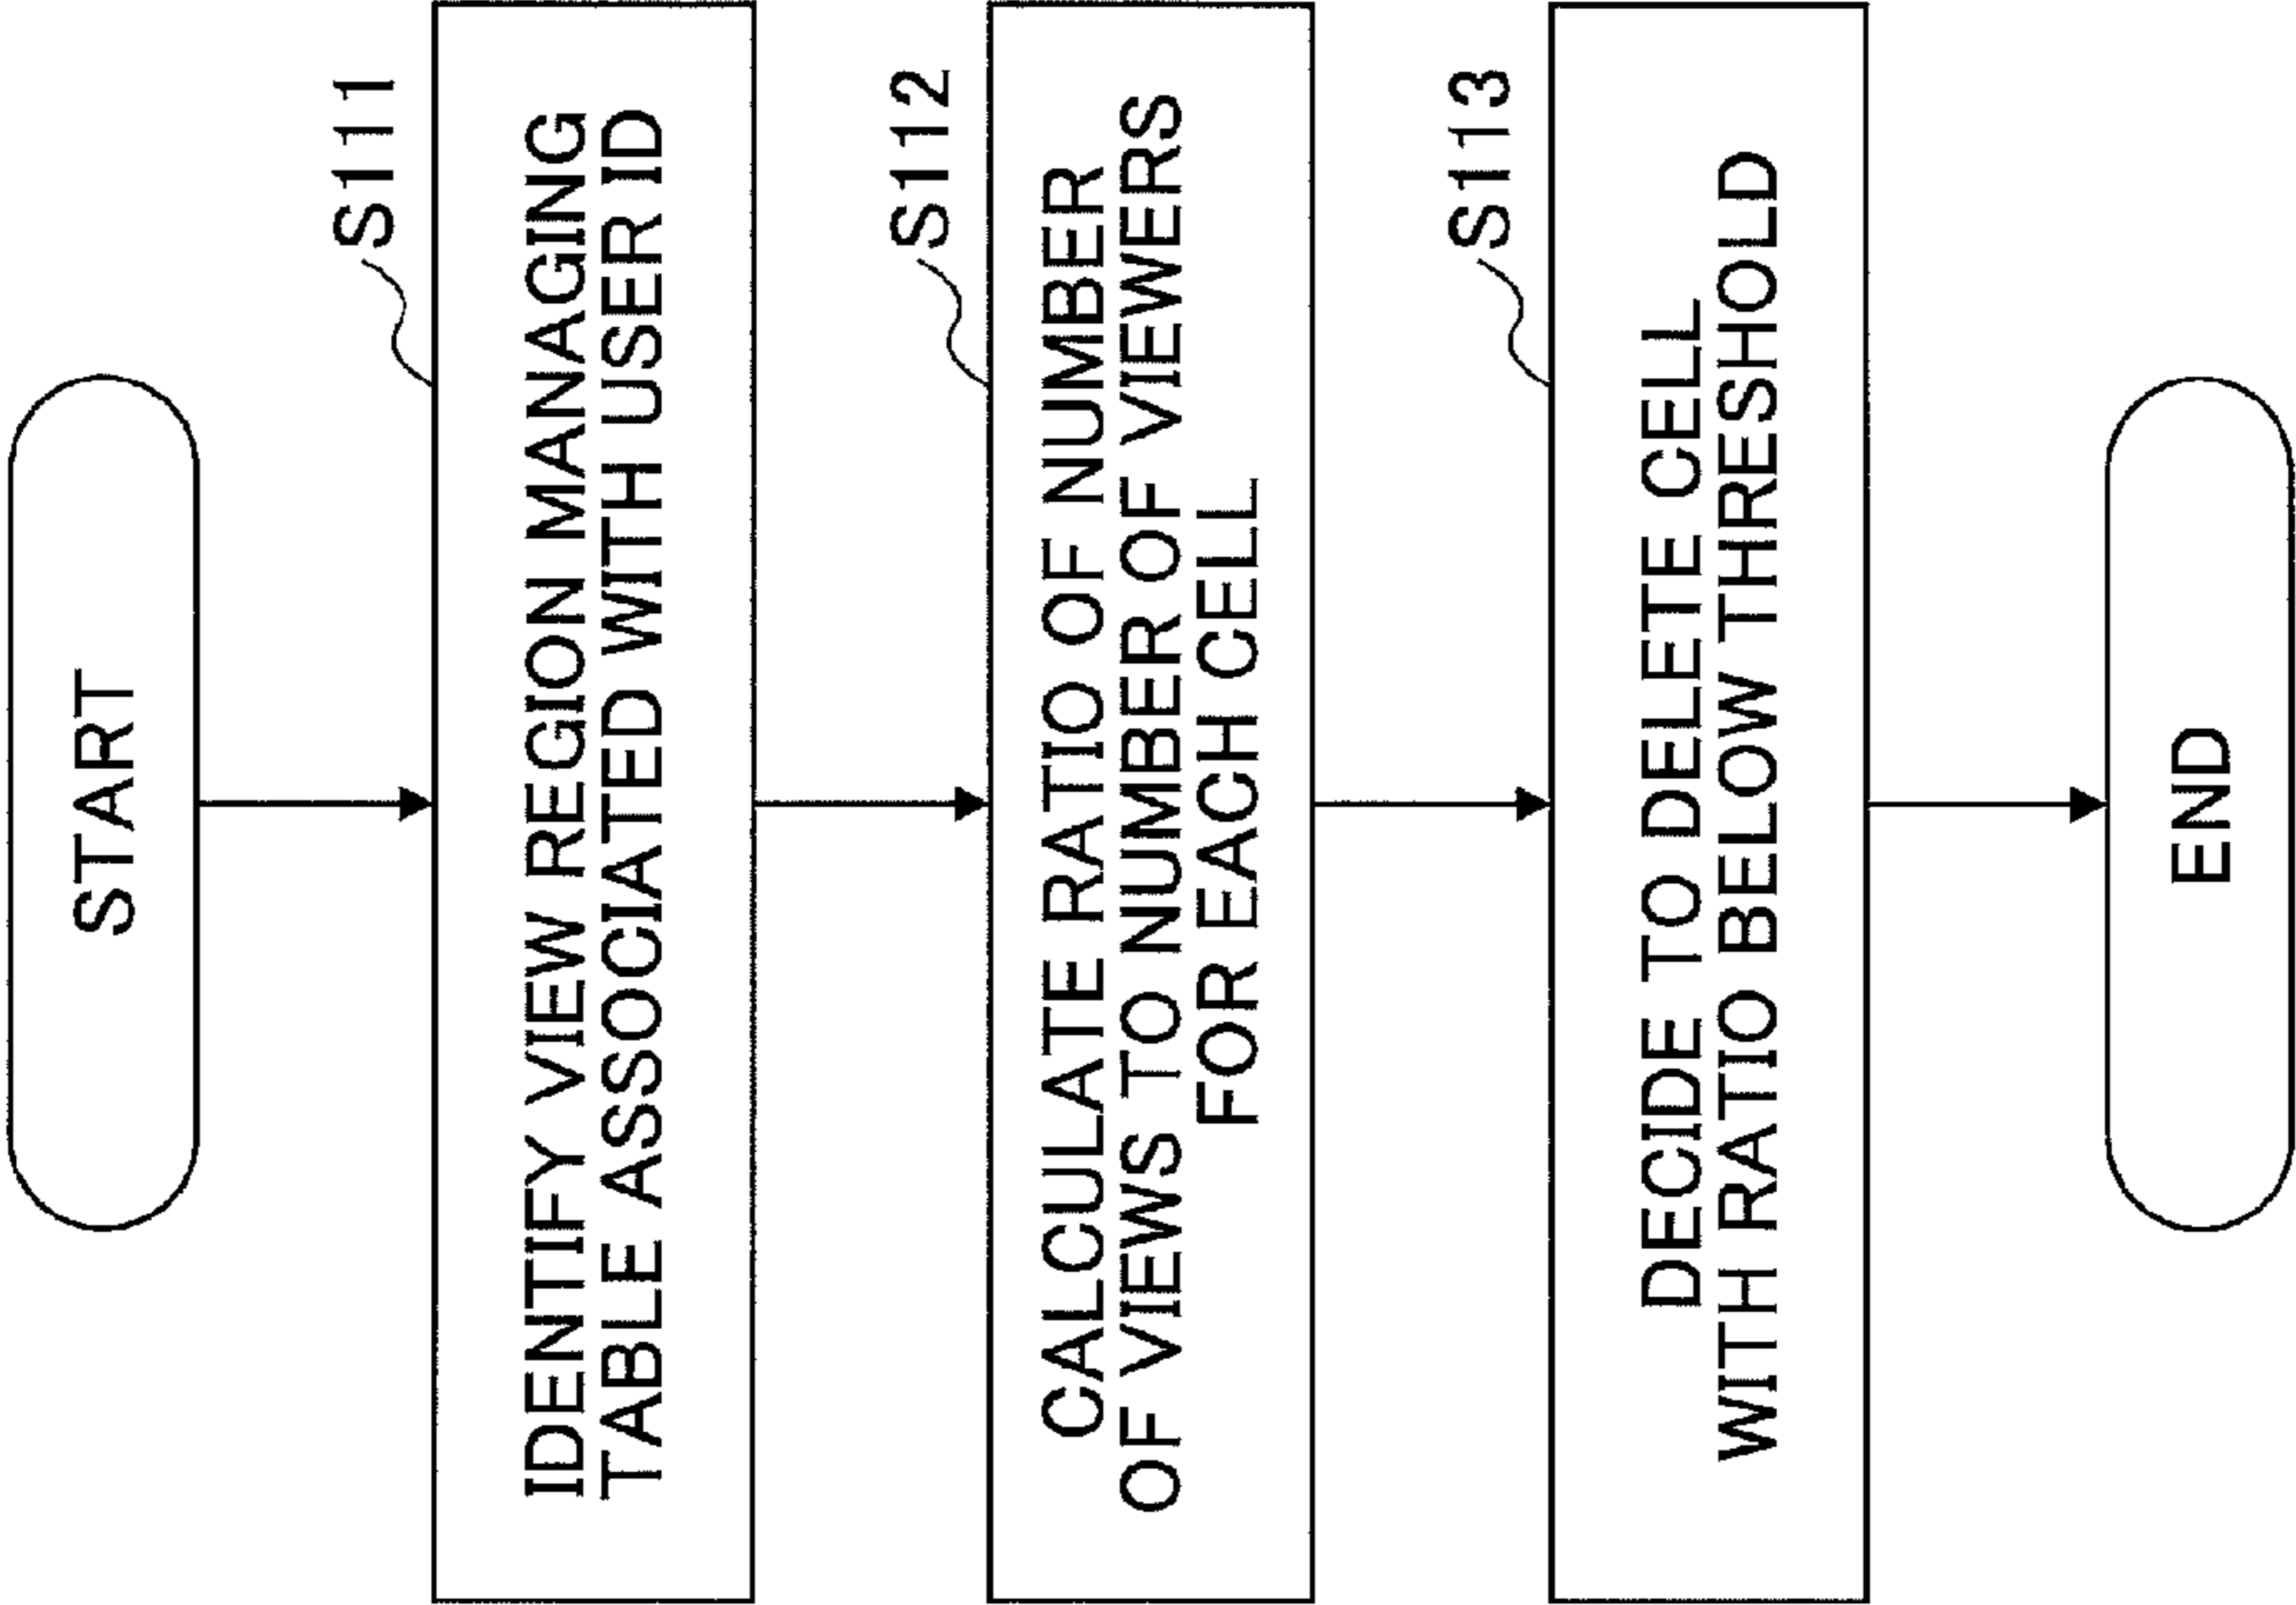 START
S111
IDENTIFY VIEW REGION MANAGING
TABLE ASSOCIATED WITH USER ID
S112
CALCULATE RATIO OF NUMBER
OF VIEWS TO NUMBER OF VIEWERS
FOR EACH CELL
S113
DECIDE TO DELETE CELL
WITH RATIO BELOW THRESHOLD
END